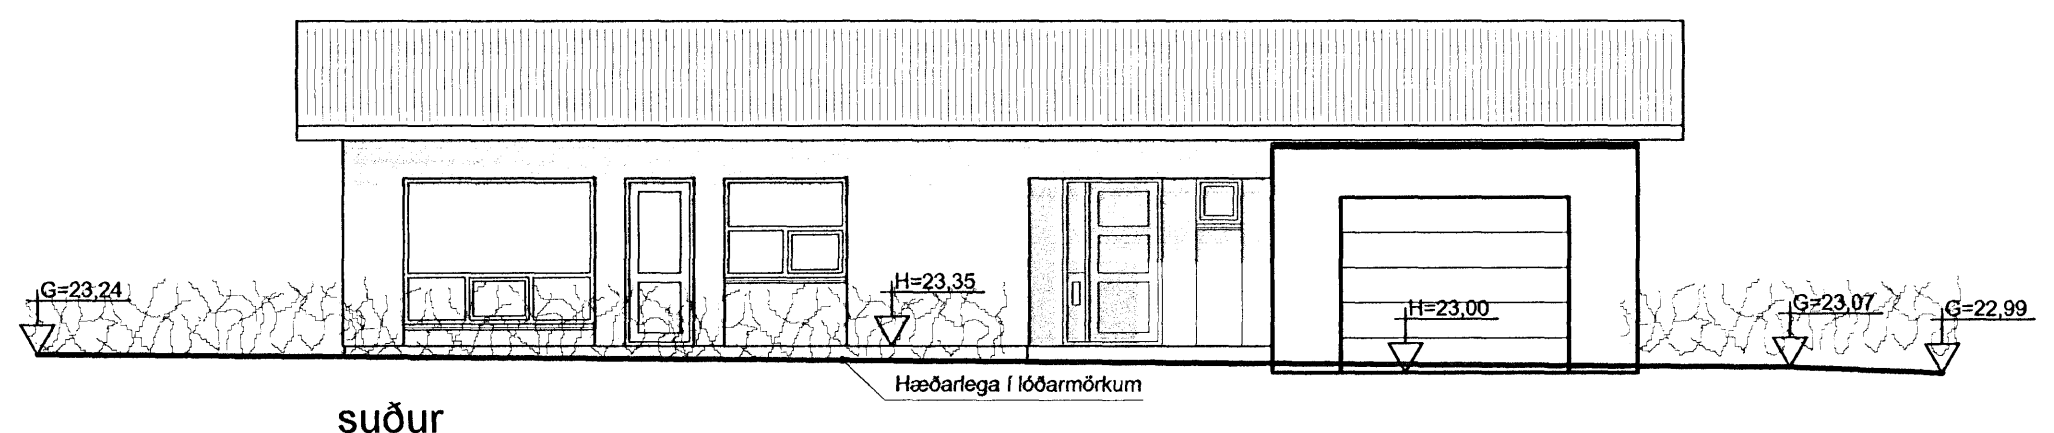 G=23,24
H=23,35
H=23,00
G=23,07
G=22,99
Hæðarlega í lóðarmörkum
suður